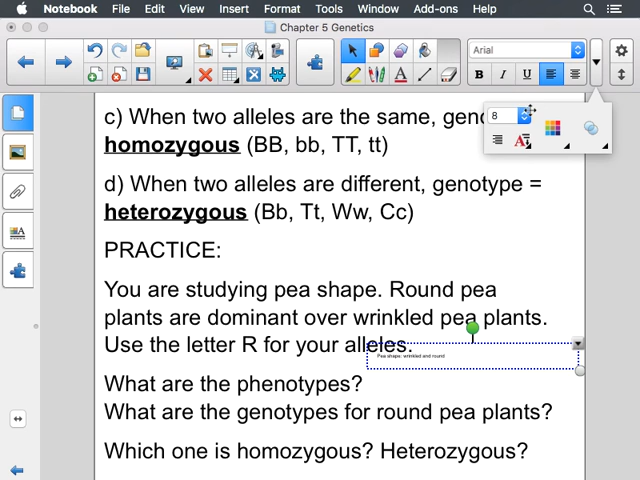 Notebook File Edit View Insert Format Tools Window Add-ons Help
Chapter 5 Genetics
Arial
B I U
8
c) When two alleles are the same,
homozygous (BB, bb, TT, tt)
d) When two alleles are different, genotype =
heterozygous (Bb, Tt, Ww, Cc)
PRACTICE:
You are studying pea shape. Round pea
plants are dominant over wrinkled pea plants.
Use the letter R for your alleles.
Pea shape: wrinkled and round
What are the phenotypes?
What are the genotypes for round pea plants?
Which one is homozygous? Heterozygous?